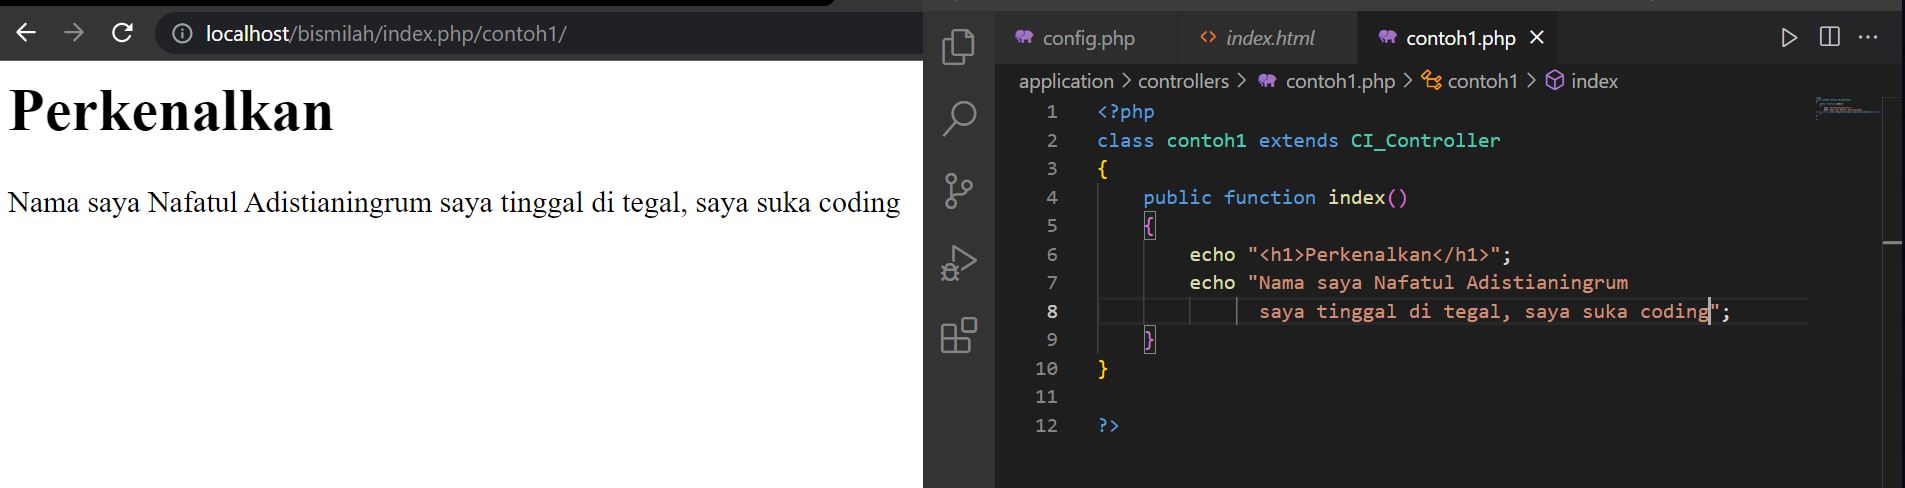 localhost/bismilah/index.php/contoh1/
Perkenalkan
Nama saya Nafatul Adistianingrum saya tinggal di tegal, saya suka coding
config.php
index.html
contoh1.php
application > controllers > contoh1.php > contoh1 > index
1 <?php
2 class contoh1 extends CI_Controller
3 {
4 public function index()
5 {
6 echo "<h1>Perkenalkan</h1>";
7 echo "Nama saya Nafatul Adistianingrum
8 saya tinggal di tegal, saya suka coding";
9 }
10 }
11
12 ?>